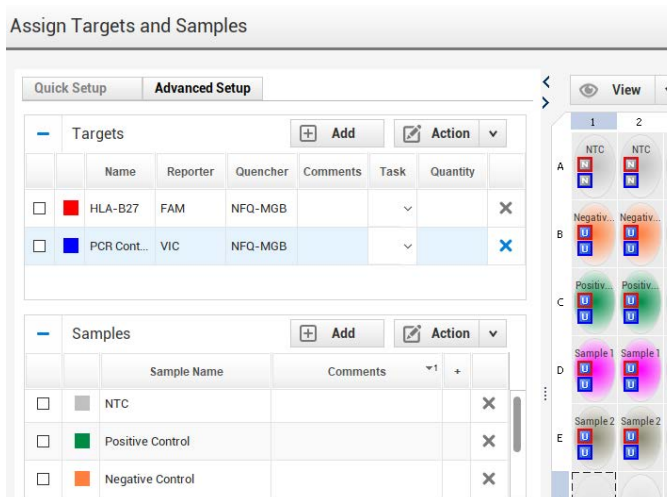 Assign Targets and Samples
Quick Setup Advanced Setup
Targets Add Action
Name Reporter Quencher Comments Task Quantity
HLA-B27 FAM NFQ-MGB
PCR Cont... VIC NFQ-MGB
Samples Add Action
Sample Name Comments 1 +
NTC
Positive Control
Negative Control
View
1 2
NTC NTC
A N N
N N
Negativ... Negativ...
B U U
U U
Positiv... Positiv...
C U U
U U
Sample 1 Sample 1
D U U
U U
Sample 2 Sample 2
E U U
U U